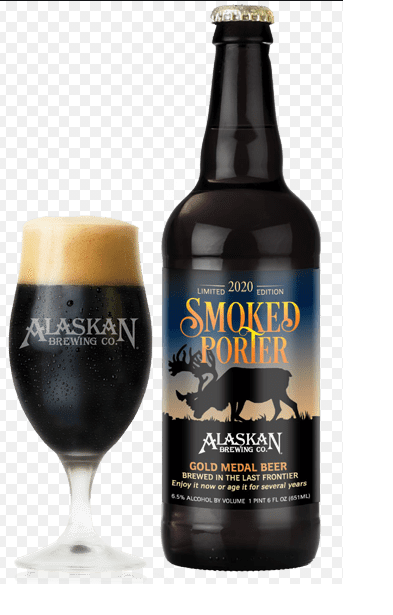 ALASKAN
BREWING CO.
LIMITED 2020 EDITION
SMOKED
PORTER
ALASKAN
BREWING CO.
GOLD MEDAL BEER
BREWED IN THE LAST FRONTIER
Enjoy it now or age it for several years
6.5% ALCOHOL BY VOLUME 1 PINT 6 FL OZ (651ML)